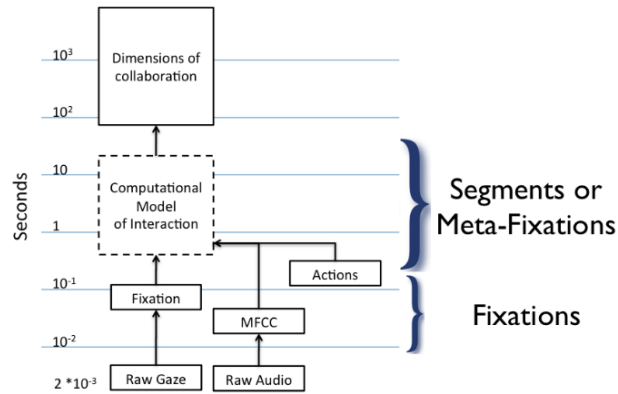 10³
Dimensions of
collaboration
10²
10
Computational
Model
of Interaction
Seconds
1
Segments or
Meta-Fixations
Actions
10⁻¹
Fixation
MFCC
Fixations
10⁻²
2 *10⁻³
Raw Gaze
Raw Audio